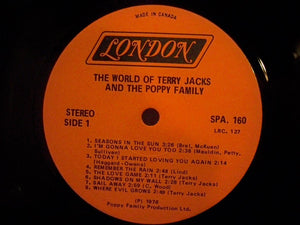 MADE IN CANADA
LONDON
THE WORLD OF TERRY JACKS
AND THE POPPY FAMILY
STEREO
SIDE 1
SPA. 160
LRC. 127
1. SEASONS IN THE SUN 3:26 (Brel, McKuen)
2. I'M GONNA LOVE YOU TOO 2:38 (Mauldin, Petty, Sullivan)
3. TODAY I STARTED LOVING YOU AGAIN 2:14
(Haggard-Owens)
4. REMEMBER THE RAIN 2:48 (Lind)
5. THE LOVE GAME 2:11 (Terry Jacks)
6. SHADOWS ON MY WALL 2:28 (Terry Jacks)
7. SAIL AWAY 2:59 (C. Wood)
8. WHERE EVIL GROWS 2:49 (Terry Jacks)
(P) 1976
Poppy Family Production Ltd.